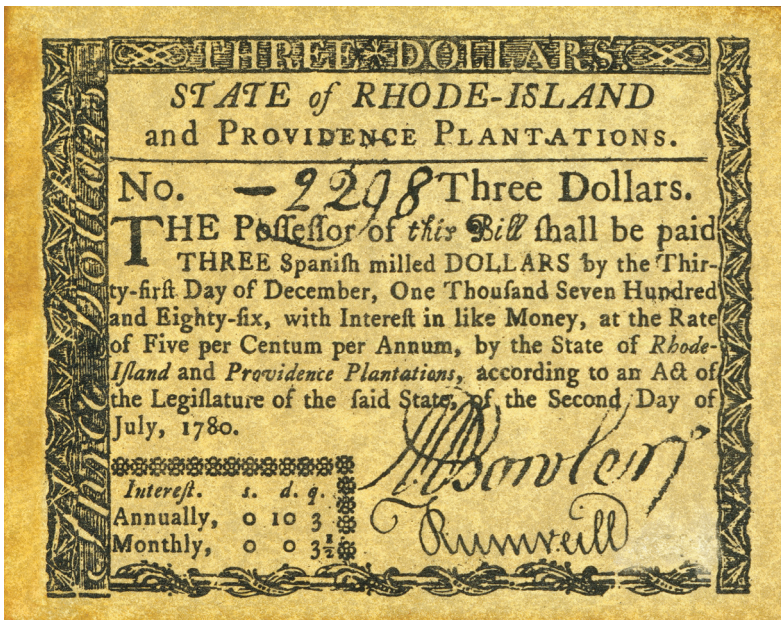 THREE DOLLARS.
Three Dollars
STATE of RHODE-ISLAND
and PROVIDENCE PLANTATIONS.
No. 2298 Three Dollars.
THE Poſſeſſor of this Bill ſhall be paid
THREE Spaniſh milled DOLLARS by the Thir-
ty-firſt Day of December, One Thouſand Seven Hundred
and Eighty-ſix, with Intereſt in like Money, at the Rate
of Five per Centum per Annum, by the State of Rhode-
Iſland and Providence Plantations, according to an Act of
the Legiſlature of the ſaid State, of the Second Day of
July, 1780.
Intereſt. s. d. q.
Annually, 0 10 3
Monthly, 0 0 3½